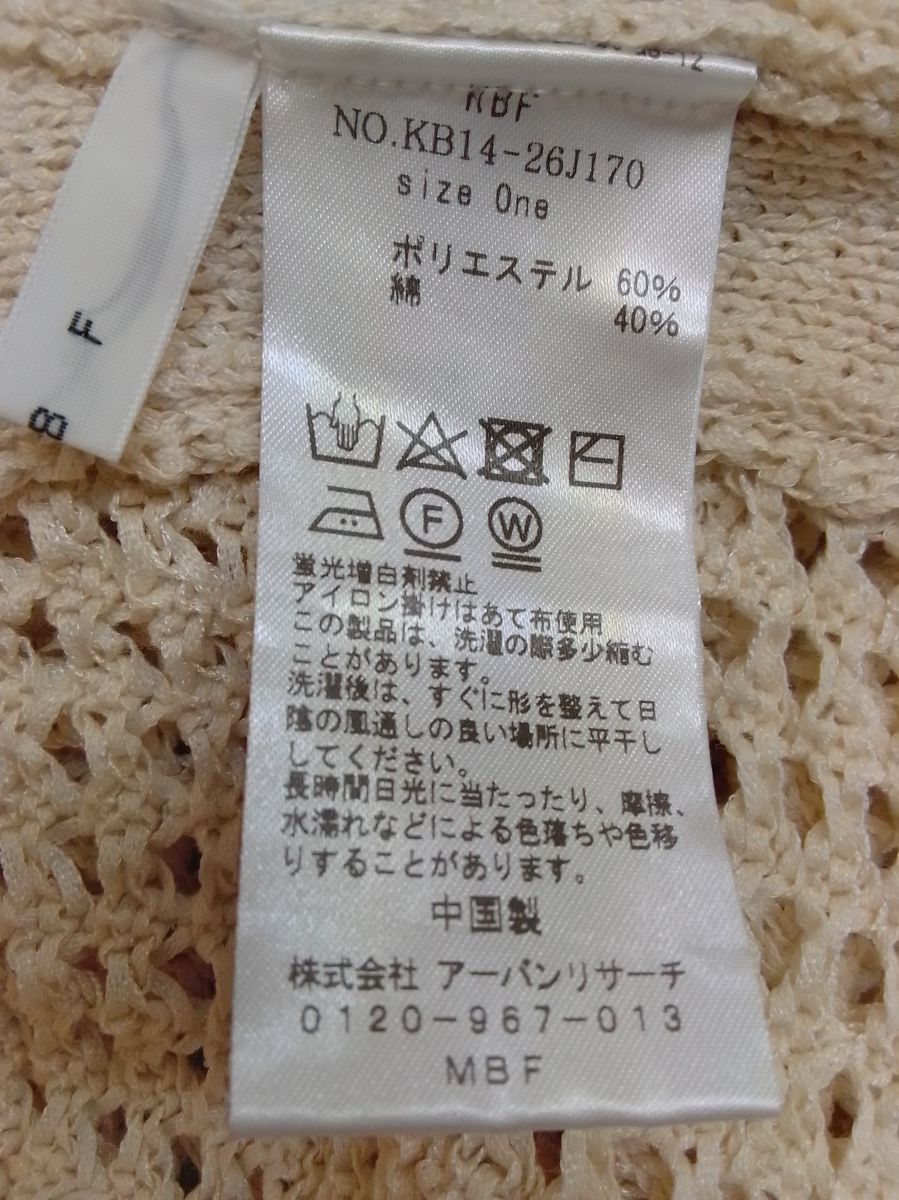 KBF
NO.KB14-26J170
size One
ポリエステル 60%
綿 40%
F
W
蛍光増白剤禁止
アイロン掛けはあて布使用
この製品は、洗濯の際多少縮む
ことがあります。
洗濯後は、すぐに形を整えて日
陰の風通しの良い場所に平干し
してください。
長時間日光に当たったり、摩擦、
水濡れなどによる色落ちや色移
りすることがあります。
中国製
株式会社 アーバンリサーチ
0120-967-013
MBF
F
8